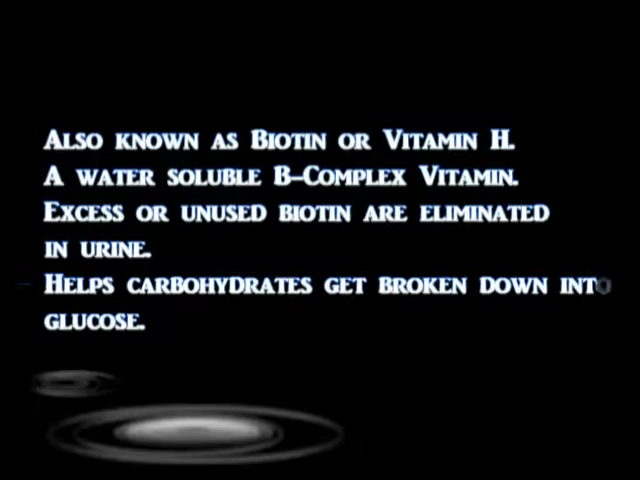 Also known as Biotin or Vitamin H.
A water soluble B-Complex Vitamin.
Excess or unused biotin are eliminated
in urine.
Helps carbohydrates get broken down into
glucose.